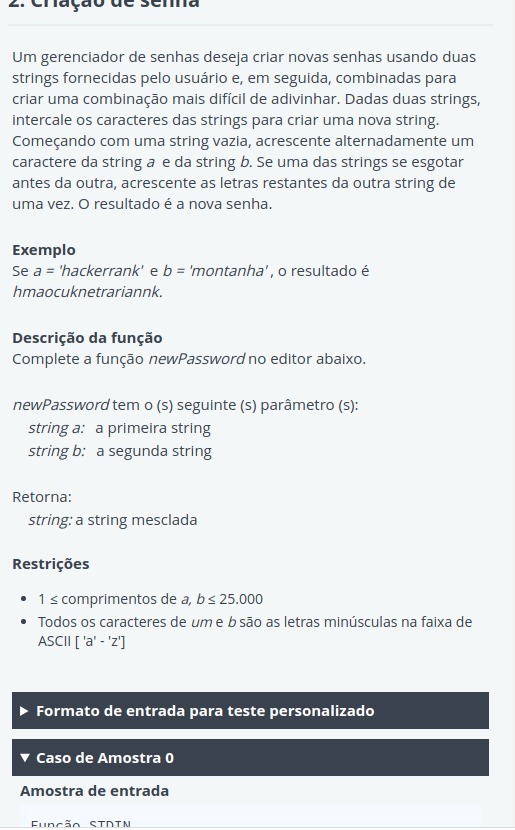 2. Criação de senha
Um gerenciador de senhas deseja criar novas senhas usando duas
strings fornecidas pelo usuário e, em seguida, combinadas para
criar uma combinação mais difícil de adivinhar. Dadas duas strings,
intercale os caracteres das strings para criar uma nova string.
Começando com uma string vazia, acrescente alternadamente um
caractere da string a e da string b. Se uma das strings se esgotar
antes da outra, acrescente as letras restantes da outra string de
uma vez. O resultado é a nova senha.
Exemplo
Se a = 'hackerrank' e b = 'montanha' , o resultado é
hmaocuknetrariannk.
Descrição da função
Complete a função newPassword no editor abaixo.
newPassword tem o (s) seguinte (s) parâmetro (s):
string a: a primeira string
string b: a segunda string
Retorna:
string: a string mesclada
Restrições
• 1 ≤ comprimentos de a, b ≤ 25.000
• Todos os caracteres de um e b são as letras minúsculas na faixa de
ASCII [ 'a' - 'z']
▶ Formato de entrada para teste personalizado
▼ Caso de Amostra 0
Amostra de entrada
Função STDIN